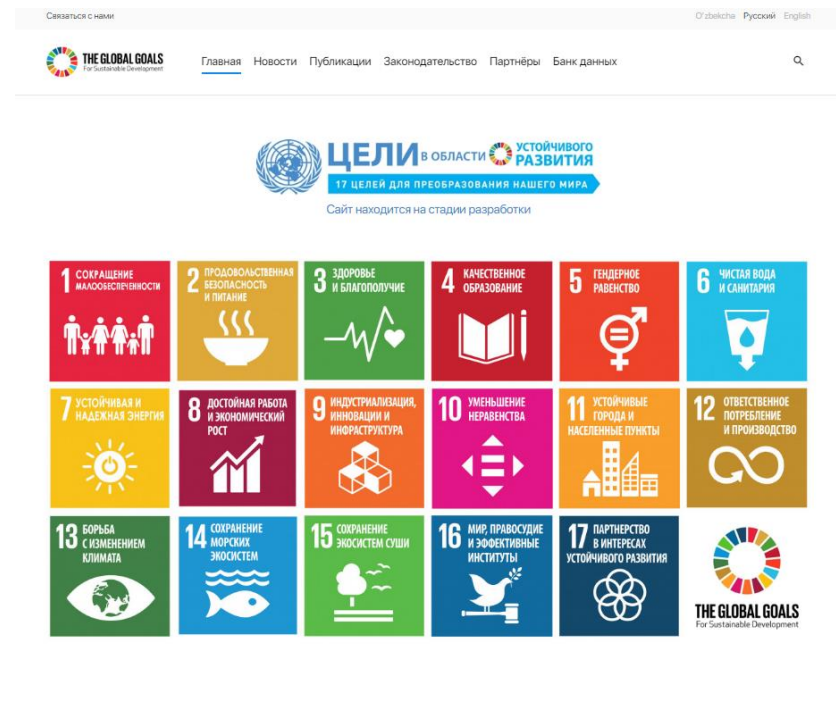 Связаться с нами
O'zbekcha Русский English
THE GLOBAL GOALS
For Sustainable Development
Главная Новости Публикации Законодательство Партнёры Банк данных
ЦЕЛИ В ОБЛАСТИ УСТОЙЧИВОГО РАЗВИТИЯ
17 ЦЕЛЕЙ ДЛЯ ПРЕОБРАЗОВАНИЯ НАШЕГО МИРА
Сайт находится на стадии разработки
1 СОКРАЩЕНИЕ
МАЛООБЕСПЕЧЕННОСТИ
2 ПРОДОВОЛЬСТВЕННАЯ
БЕЗОПАСНОСТЬ
И ПИТАНИЕ
3 ЗДОРОВЬЕ
И БЛАГОПОЛУЧИЕ
4 КАЧЕСТВЕННОЕ
ОБРАЗОВАНИЕ
5 ГЕНДЕРНОЕ
РАВЕНСТВО
6 ЧИСТАЯ ВОДА
И САНИТАРИЯ
7 УСТОЙЧИВАЯ И
НАДЕЖНАЯ ЭНЕРГИЯ
8 ДОСТОЙНАЯ РАБОТА
И ЭКОНОМИЧЕСКИЙ
РОСТ
9 ИНДУСТРИАЛИЗАЦИЯ,
ИННОВАЦИИ И
ИНФРАСТРУКТУРА
10 УМЕНЬШЕНИЕ
НЕРАВЕНСТВА
11 УСТОЙЧИВЫЕ
ГОРОДА И
НАСЕЛЕННЫЕ ПУНКТЫ
12 ОТВЕТСТВЕННОЕ
ПОТРЕБЛЕНИЕ
И ПРОИЗВОДСТВО
13 БОРЬБА
С ИЗМЕНЕНИЕМ
КЛИМАТА
14 СОХРАНЕНИЕ
МОРСКИХ
ЭКОСИСТЕМ
15 СОХРАНЕНИЕ
ЭКОСИСТЕМ СУШИ
16 МИР, ПРАВОСУДИЕ
И ЭФФЕКТИВНЫЕ
ИНСТИТУТЫ
17 ПАРТНЕРСТВО
В ИНТЕРЕСАХ
УСТОЙЧИВОГО РАЗВИТИЯ
THE GLOBAL GOALS
For Sustainable Development